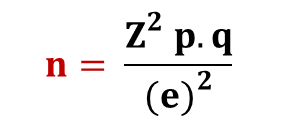 n = Z² p.q / (e)²